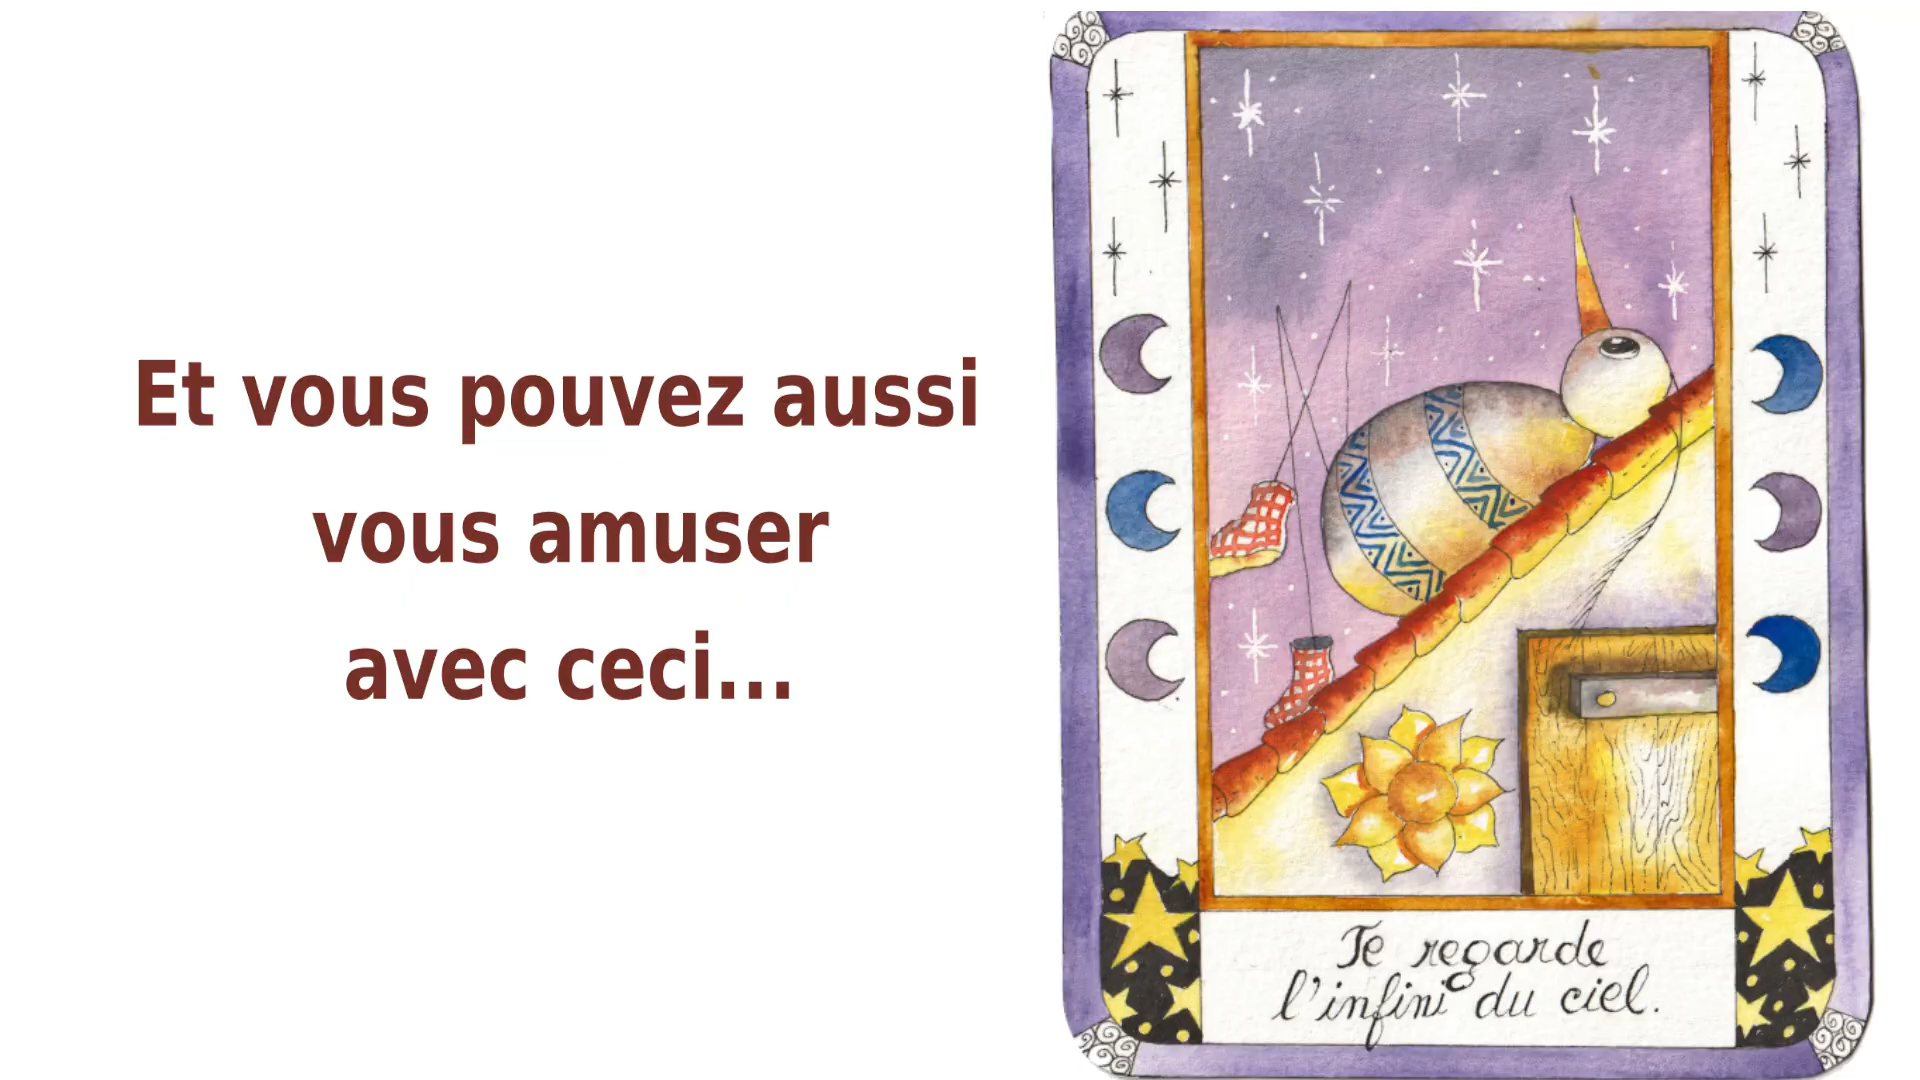 Et vous pouvez aussi
vous amuser
avec ceci...
Je regarde
l'infini du ciel.